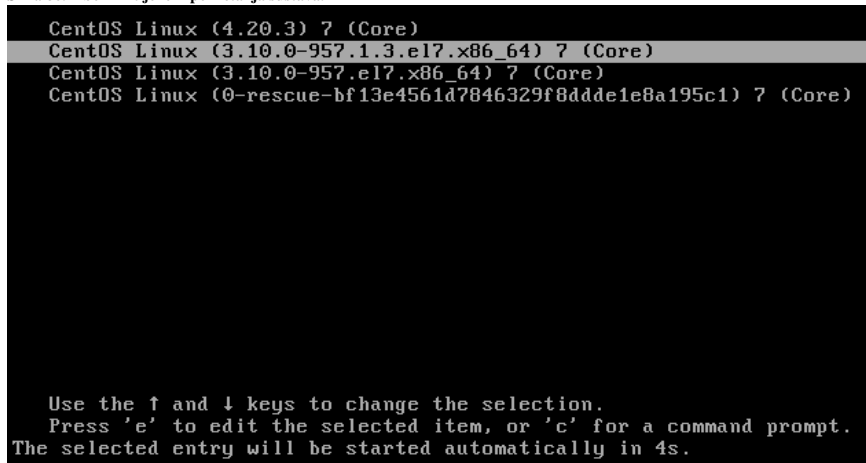 CentOS Linux (4.20.3) 7 (Core)
CentOS Linux (3.10.0-957.1.3.el7.x86_64) 7 (Core)
CentOS Linux (3.10.0-957.el7.x86_64) 7 (Core)
CentOS Linux (0-rescue-bf13e4561d7846329f8ddde1e8a195c1) 7 (Core)
Use the ↑ and ↓ keys to change the selection.
Press 'e' to edit the selected item, or 'c' for a command prompt.
The selected entry will be started automatically in 4s.